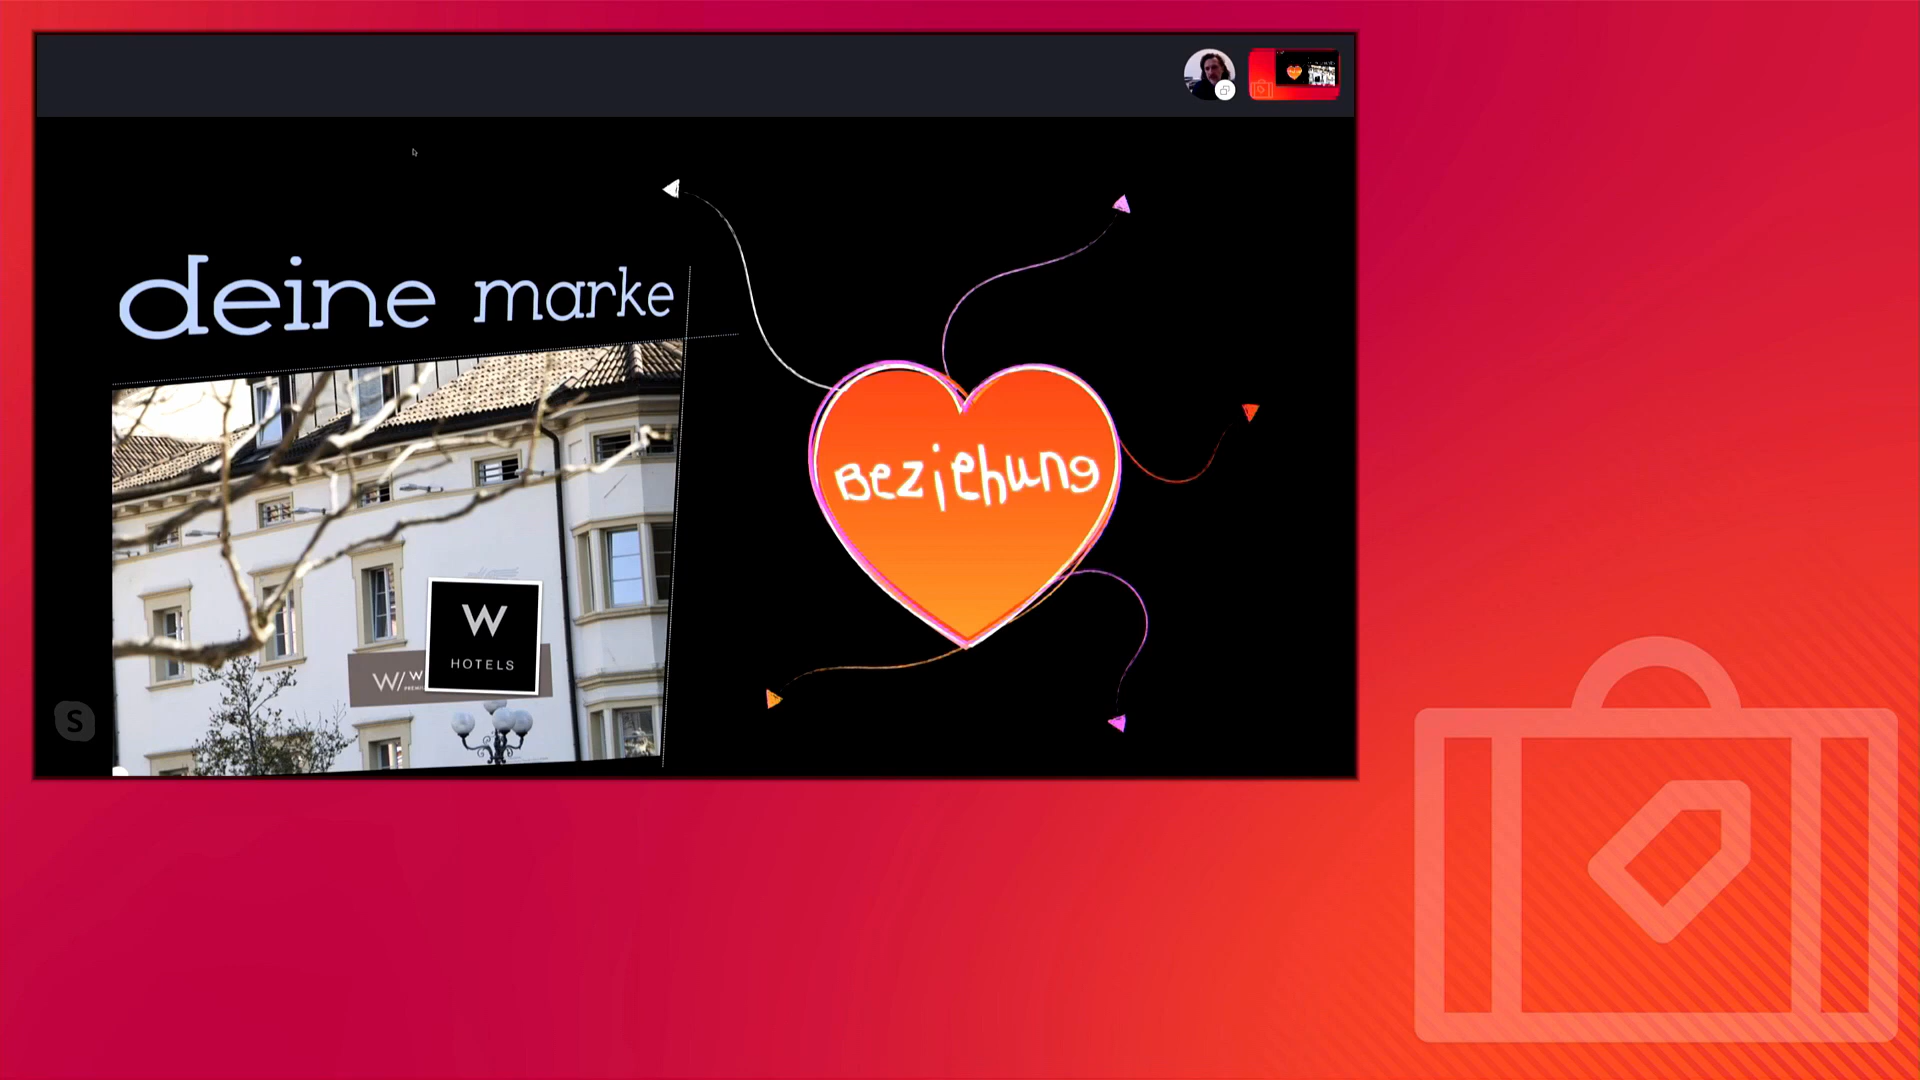 deine marke
Beziehung
W
HOTELS
W/ W
S